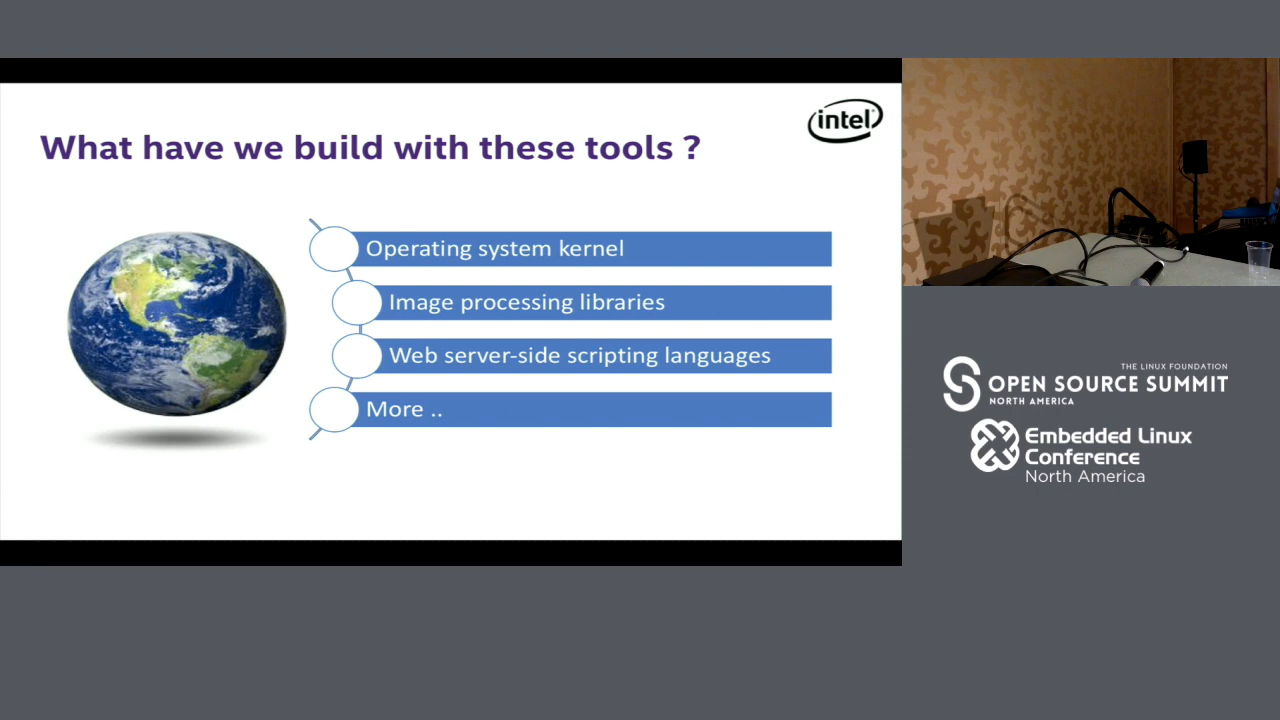 intel
What have we build with these tools ?
Operating system kernel
Image processing libraries
Web server-side scripting languages
More ..
THE LINUX FOUNDATION
OPEN SOURCE SUMMIT
NORTH AMERICA
Embedded Linux
Conference
North America